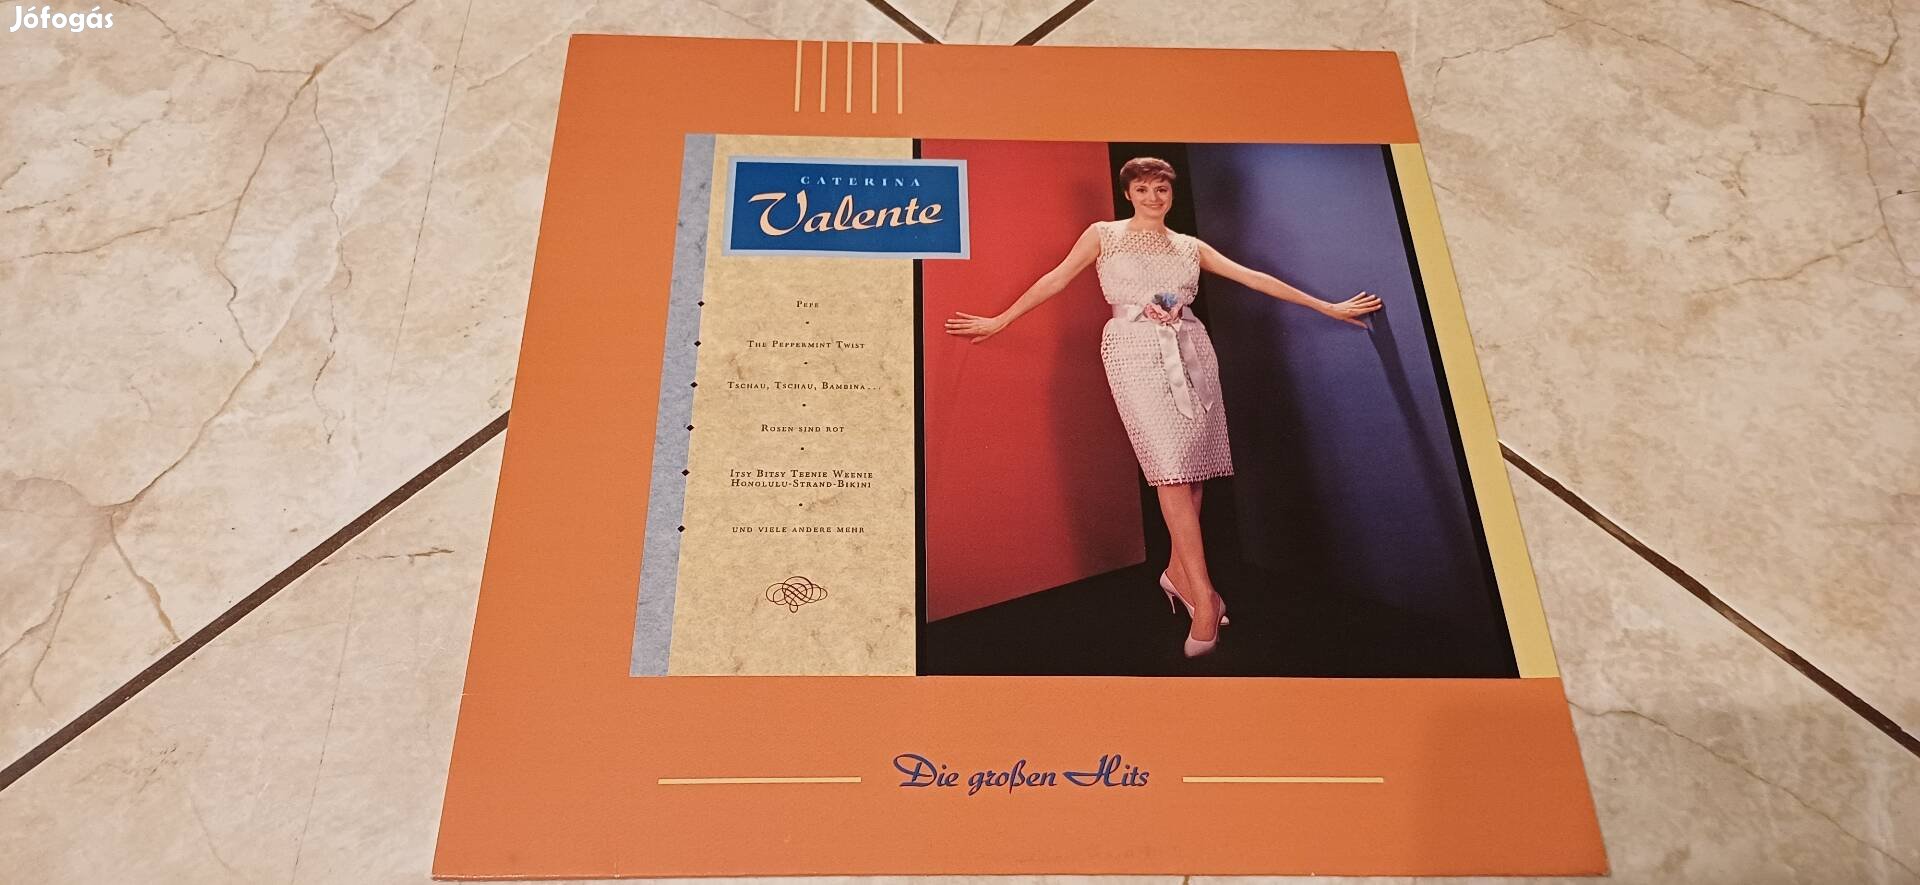 Jófogás
CATERINA
Valente
PEPE
THE PEPPERMINT TWIST
TSCHAU, TSCHAU, BAMBINA...
ROSEN SIND ROT
ITSY BITSY TEENIE WEENIE
HONOLULU-STRAND-BIKINI
UND VIELE ANDERE MEHR
Die großen Hits